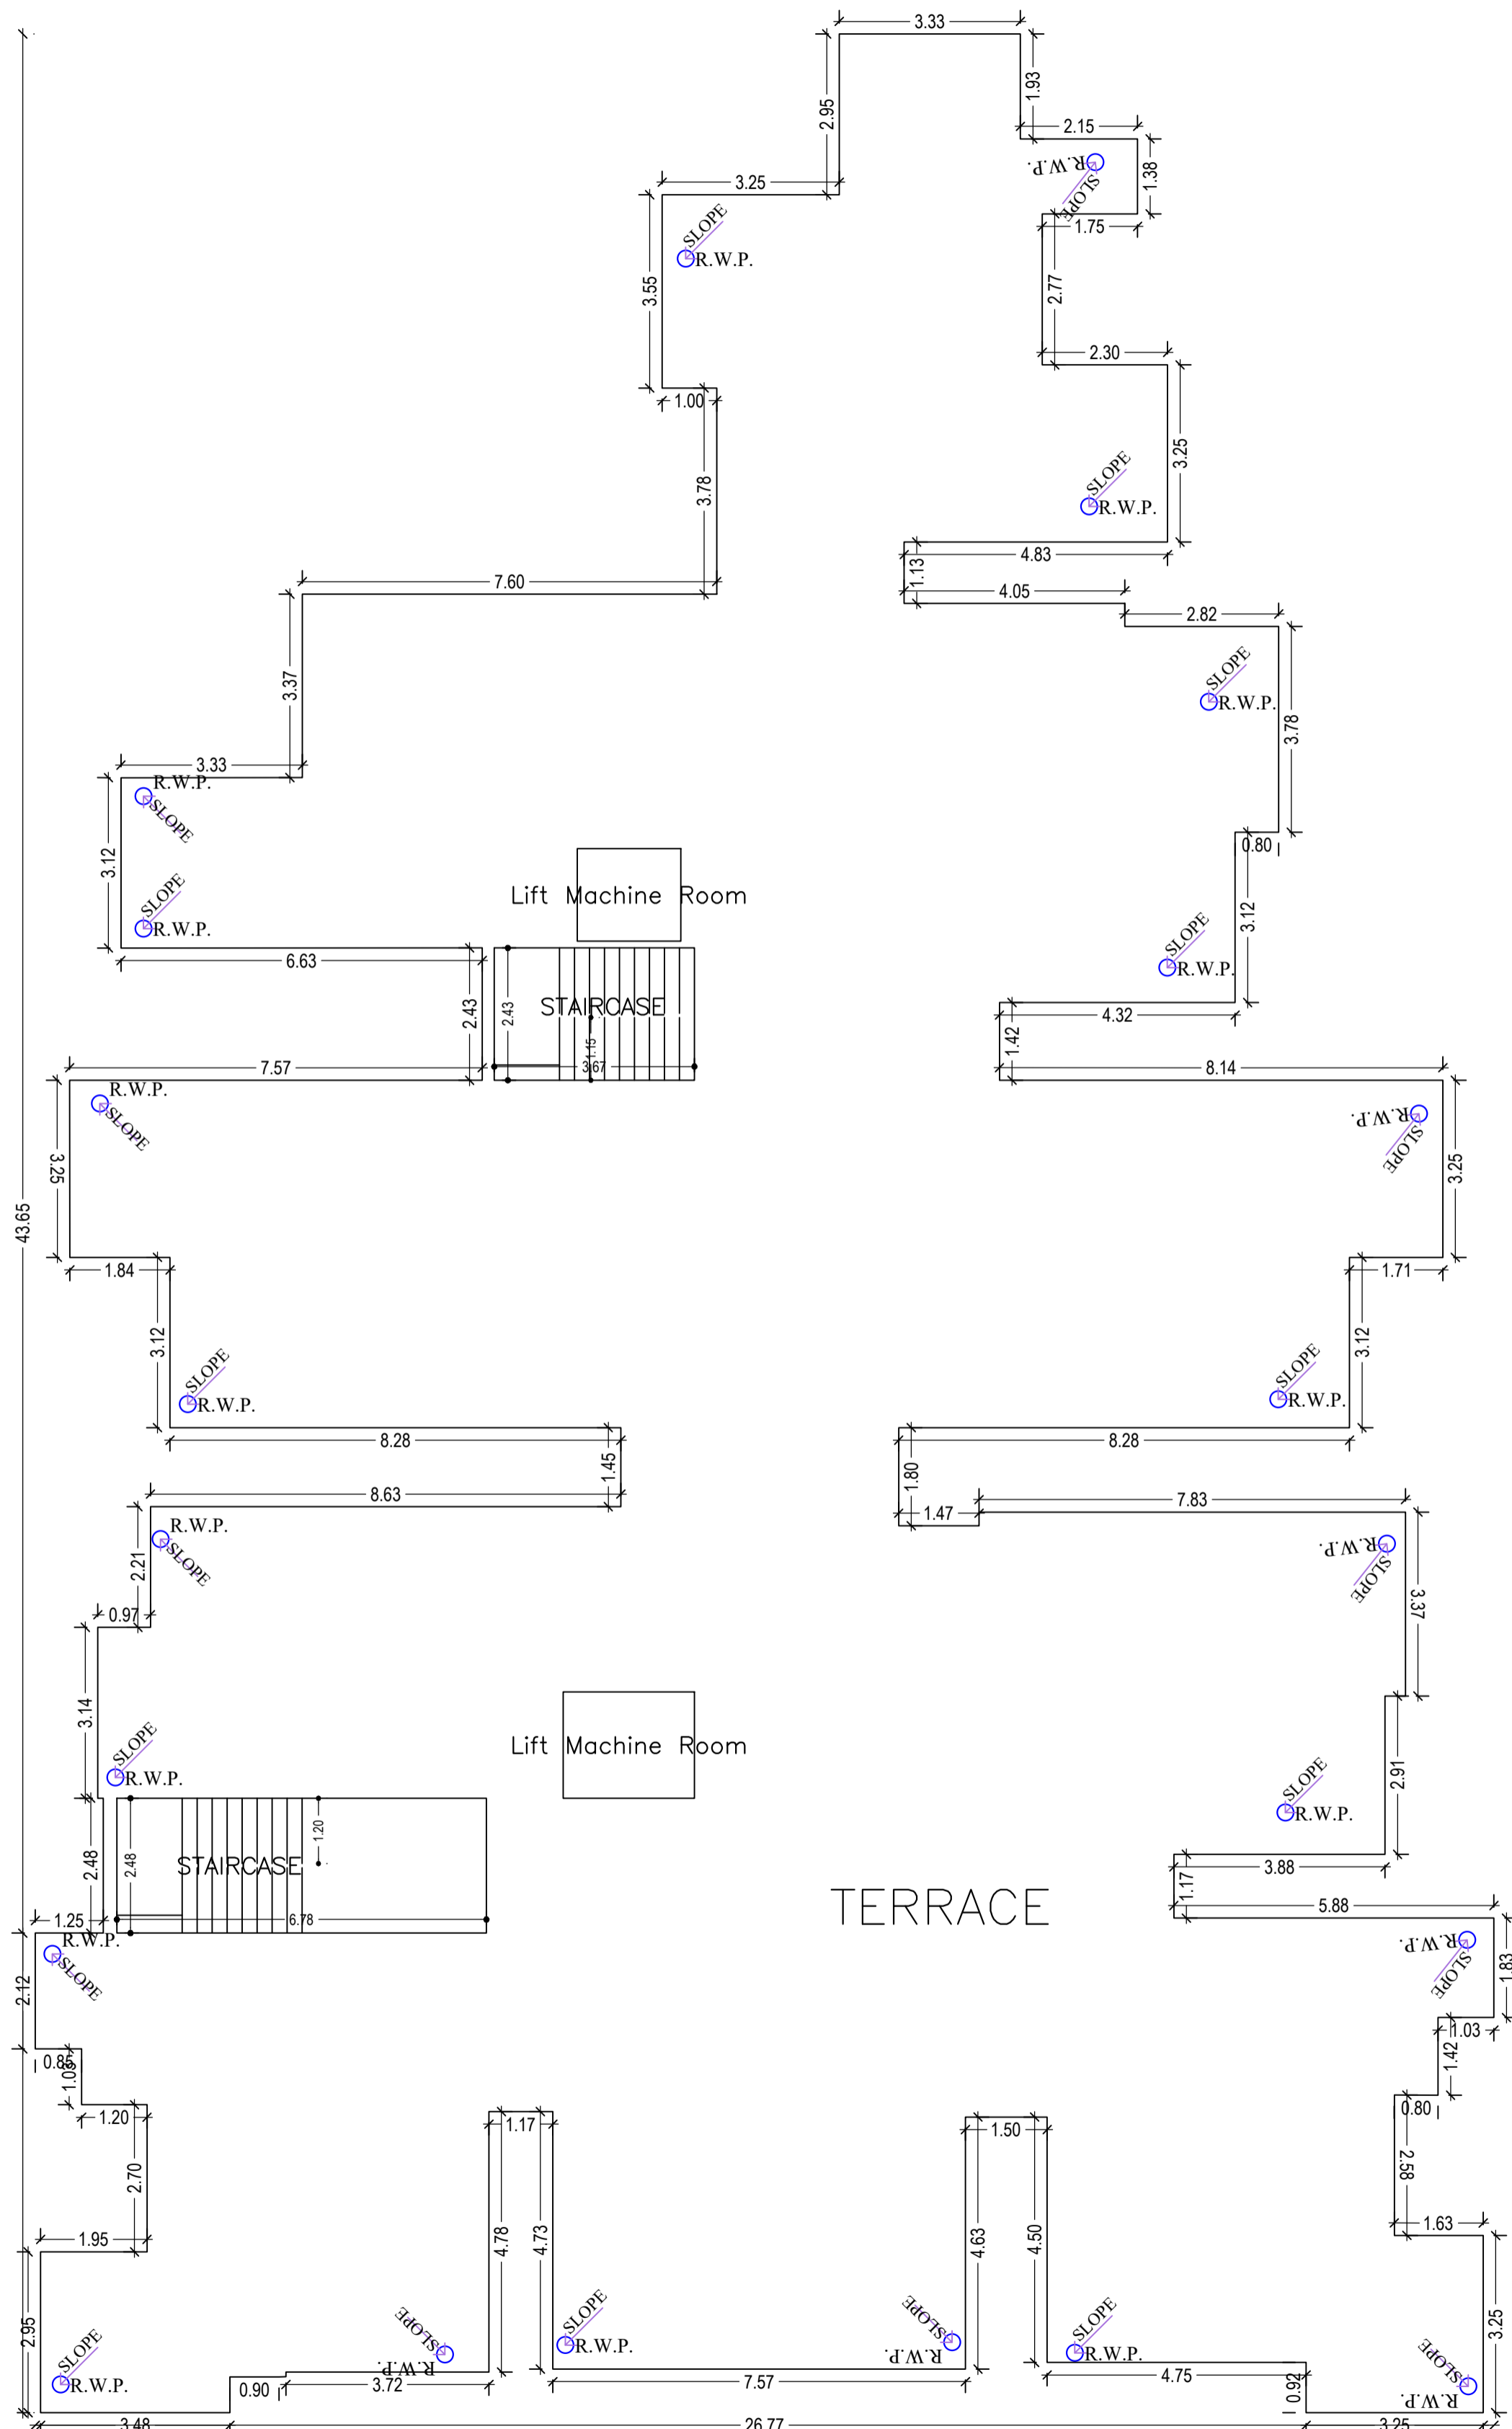 3.33
2.95
1.93
2.15
R.W.P.
SLOPE
1.38
3.25
1.75
SLOPE
R.W.P.
3.55
2.77
2.30
1.00
3.25
SLOPE
R.W.P.
3.78
4.83
1.13
7.60
4.05
2.82
3.37
SLOPE
R.W.P.
3.78
3.33
R.W.P.
SLOPE
3.12
0.80
Lift Machine Room
SLOPE
R.W.P.
3.12
6.63
SLOPE
R.W.P.
2.43
2.43
STAIRCASE
4.32
1.42
1.15
3.67
7.57
8.14
R.W.P.
SLOPE
R.W.P.
SLOPE
3.25
3.25
43.65
1.84
1.71
3.12
3.12
SLOPE
R.W.P.
SLOPE
R.W.P.
8.28
8.28
1.45
1.80
8.63
7.83
1.47
R.W.P.
SLOPE
R.W.P.
SLOPE
2.21
3.37
0.97
3.14
2.91
Lift Machine Room
SLOPE
R.W.P.
SLOPE
R.W.P.
1.20
2.48
2.48
STAIRCASE
3.88
1.17
TERRACE
5.88
1.25
6.78
R.W.P.
SLOPE
R.W.P.
SLOPE
1.83
2.12
1.03
0.85
1.03
1.42
1.20
0.80
1.17
1.50
2.70
2.58
1.95
1.63
4.78
4.73
4.63
4.50
2.95
3.25
SLOPE
R.W.P.
SLOPE
R.W.P.
SLOPE
R.W.P.
SLOPE
R.W.P.
SLOPE
R.W.P.
SLOPE
R.W.P.
0.90
3.72
7.57
4.75
0.92
3.48
26.77
3.25